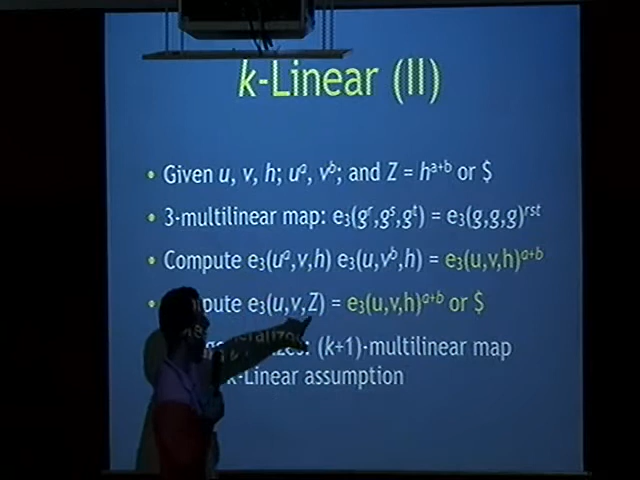 k-Linear (II)
• Given u, v, h; uᵃ, vᵇ; and Z = hᵃ⁺ᵇ or $
• 3-multilinear map: e₃(gʳ,gˢ,gᵗ) = e₃(g,g,g)ʳˢᵗ
• Compute e₃(uᵃ,v,h) e₃(u,vᵇ,h) = e₃(u,v,h)ᵃ⁺ᵇ
• e₃(u,v,Z) = e₃(u,v,h)ᵃ⁺ᵇ or $
(k+1)-multilinear map
k-Linear assumption